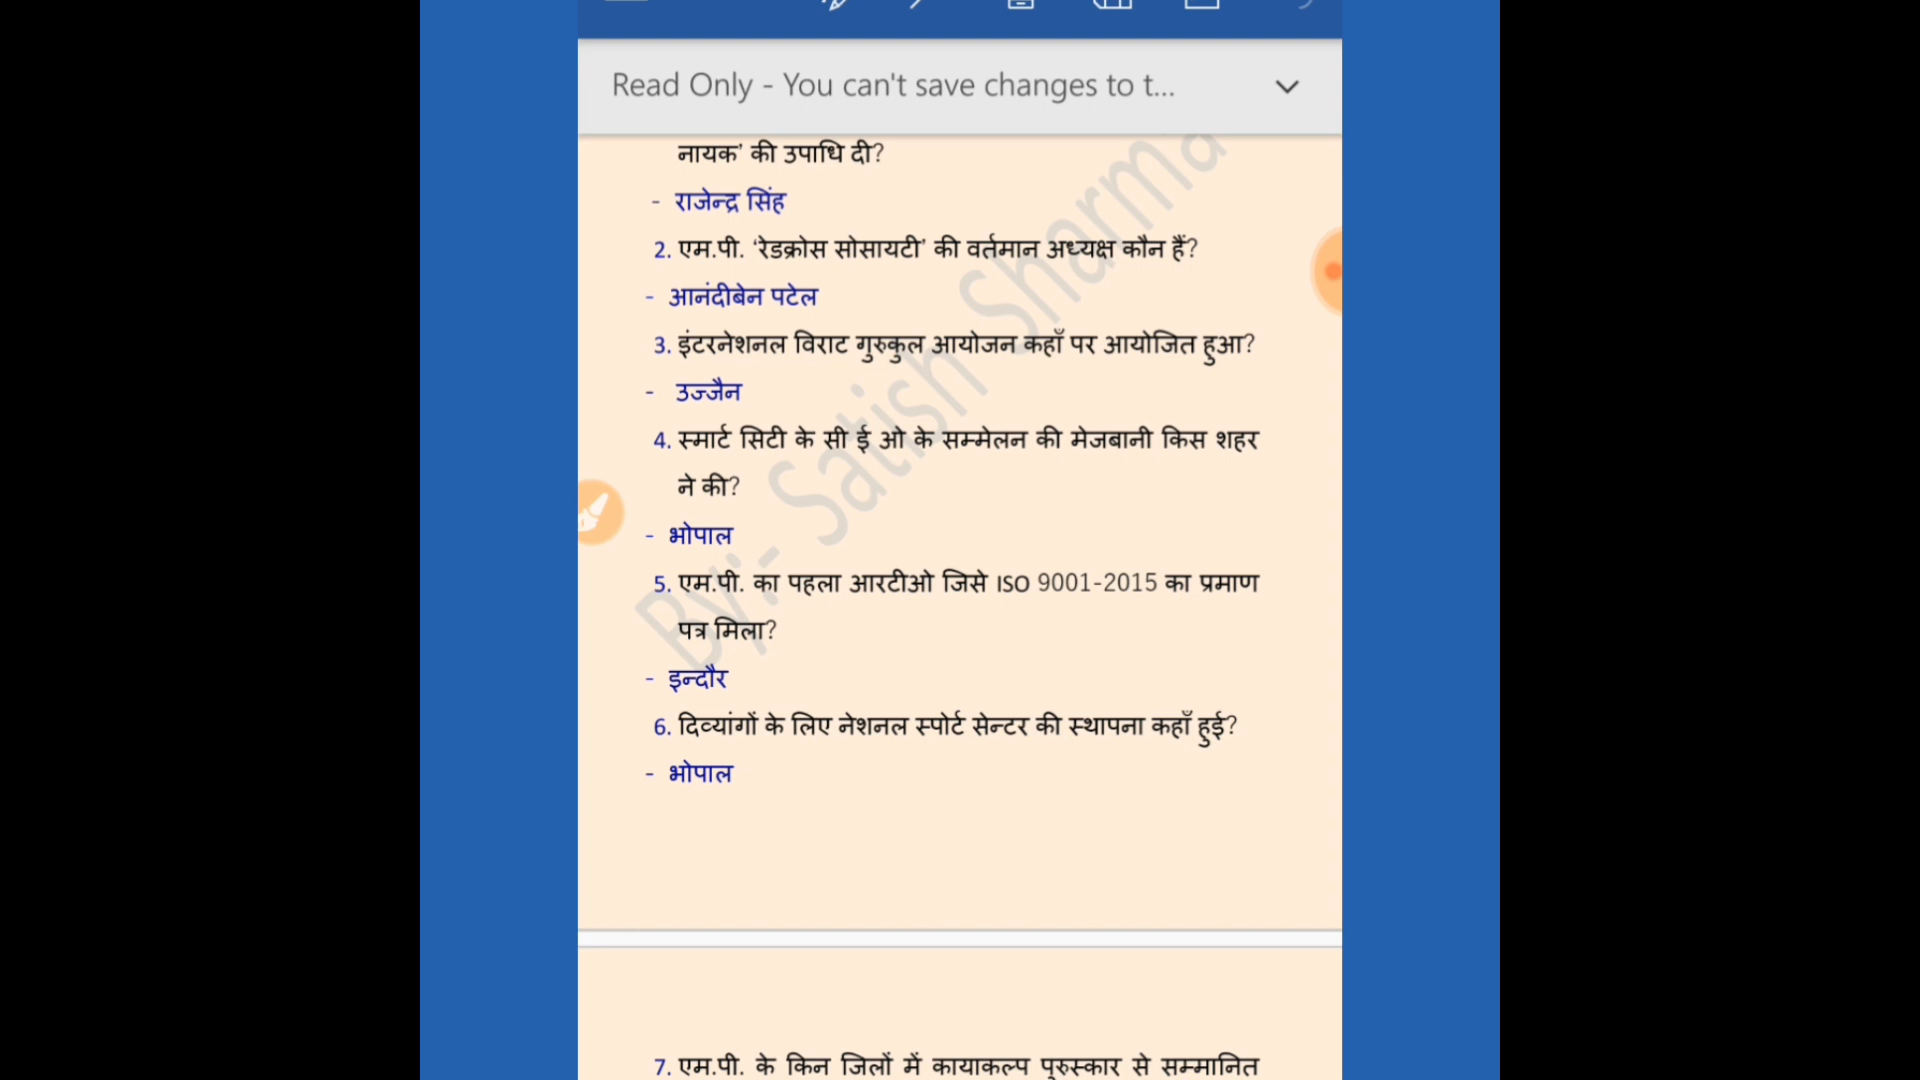 Read Only - You can't save changes to t...
नायक' की उपाधि दी?
- राजेन्द्र सिंह
2. एम.पी. 'रेडक्रोस सोसायटी' की वर्तमान अध्यक्ष कौन हैं?
- आनंदीबेन पटेल
3. इंटरनेशनल विराट गुरुकुल आयोजन कहाँ पर आयोजित हुआ?
- उज्जैन
4. स्मार्ट सिटी के सी ई ओ के सम्मेलन की मेजबानी किस शहर
ने की?
- भोपाल
5. एम.पी. का पहला आरटीओ जिसे ISO 9001-2015 का प्रमाण
पत्र मिला?
- इन्दौर
6. दिव्यांगों के लिए नेशनल स्पोर्ट सेन्टर की स्थापना कहाँ हुई?
- भोपाल
7. एम.पी. के किन जिलों में कायाकल्प पुरुस्कार से सम्मानित
By:- Satish Sharma